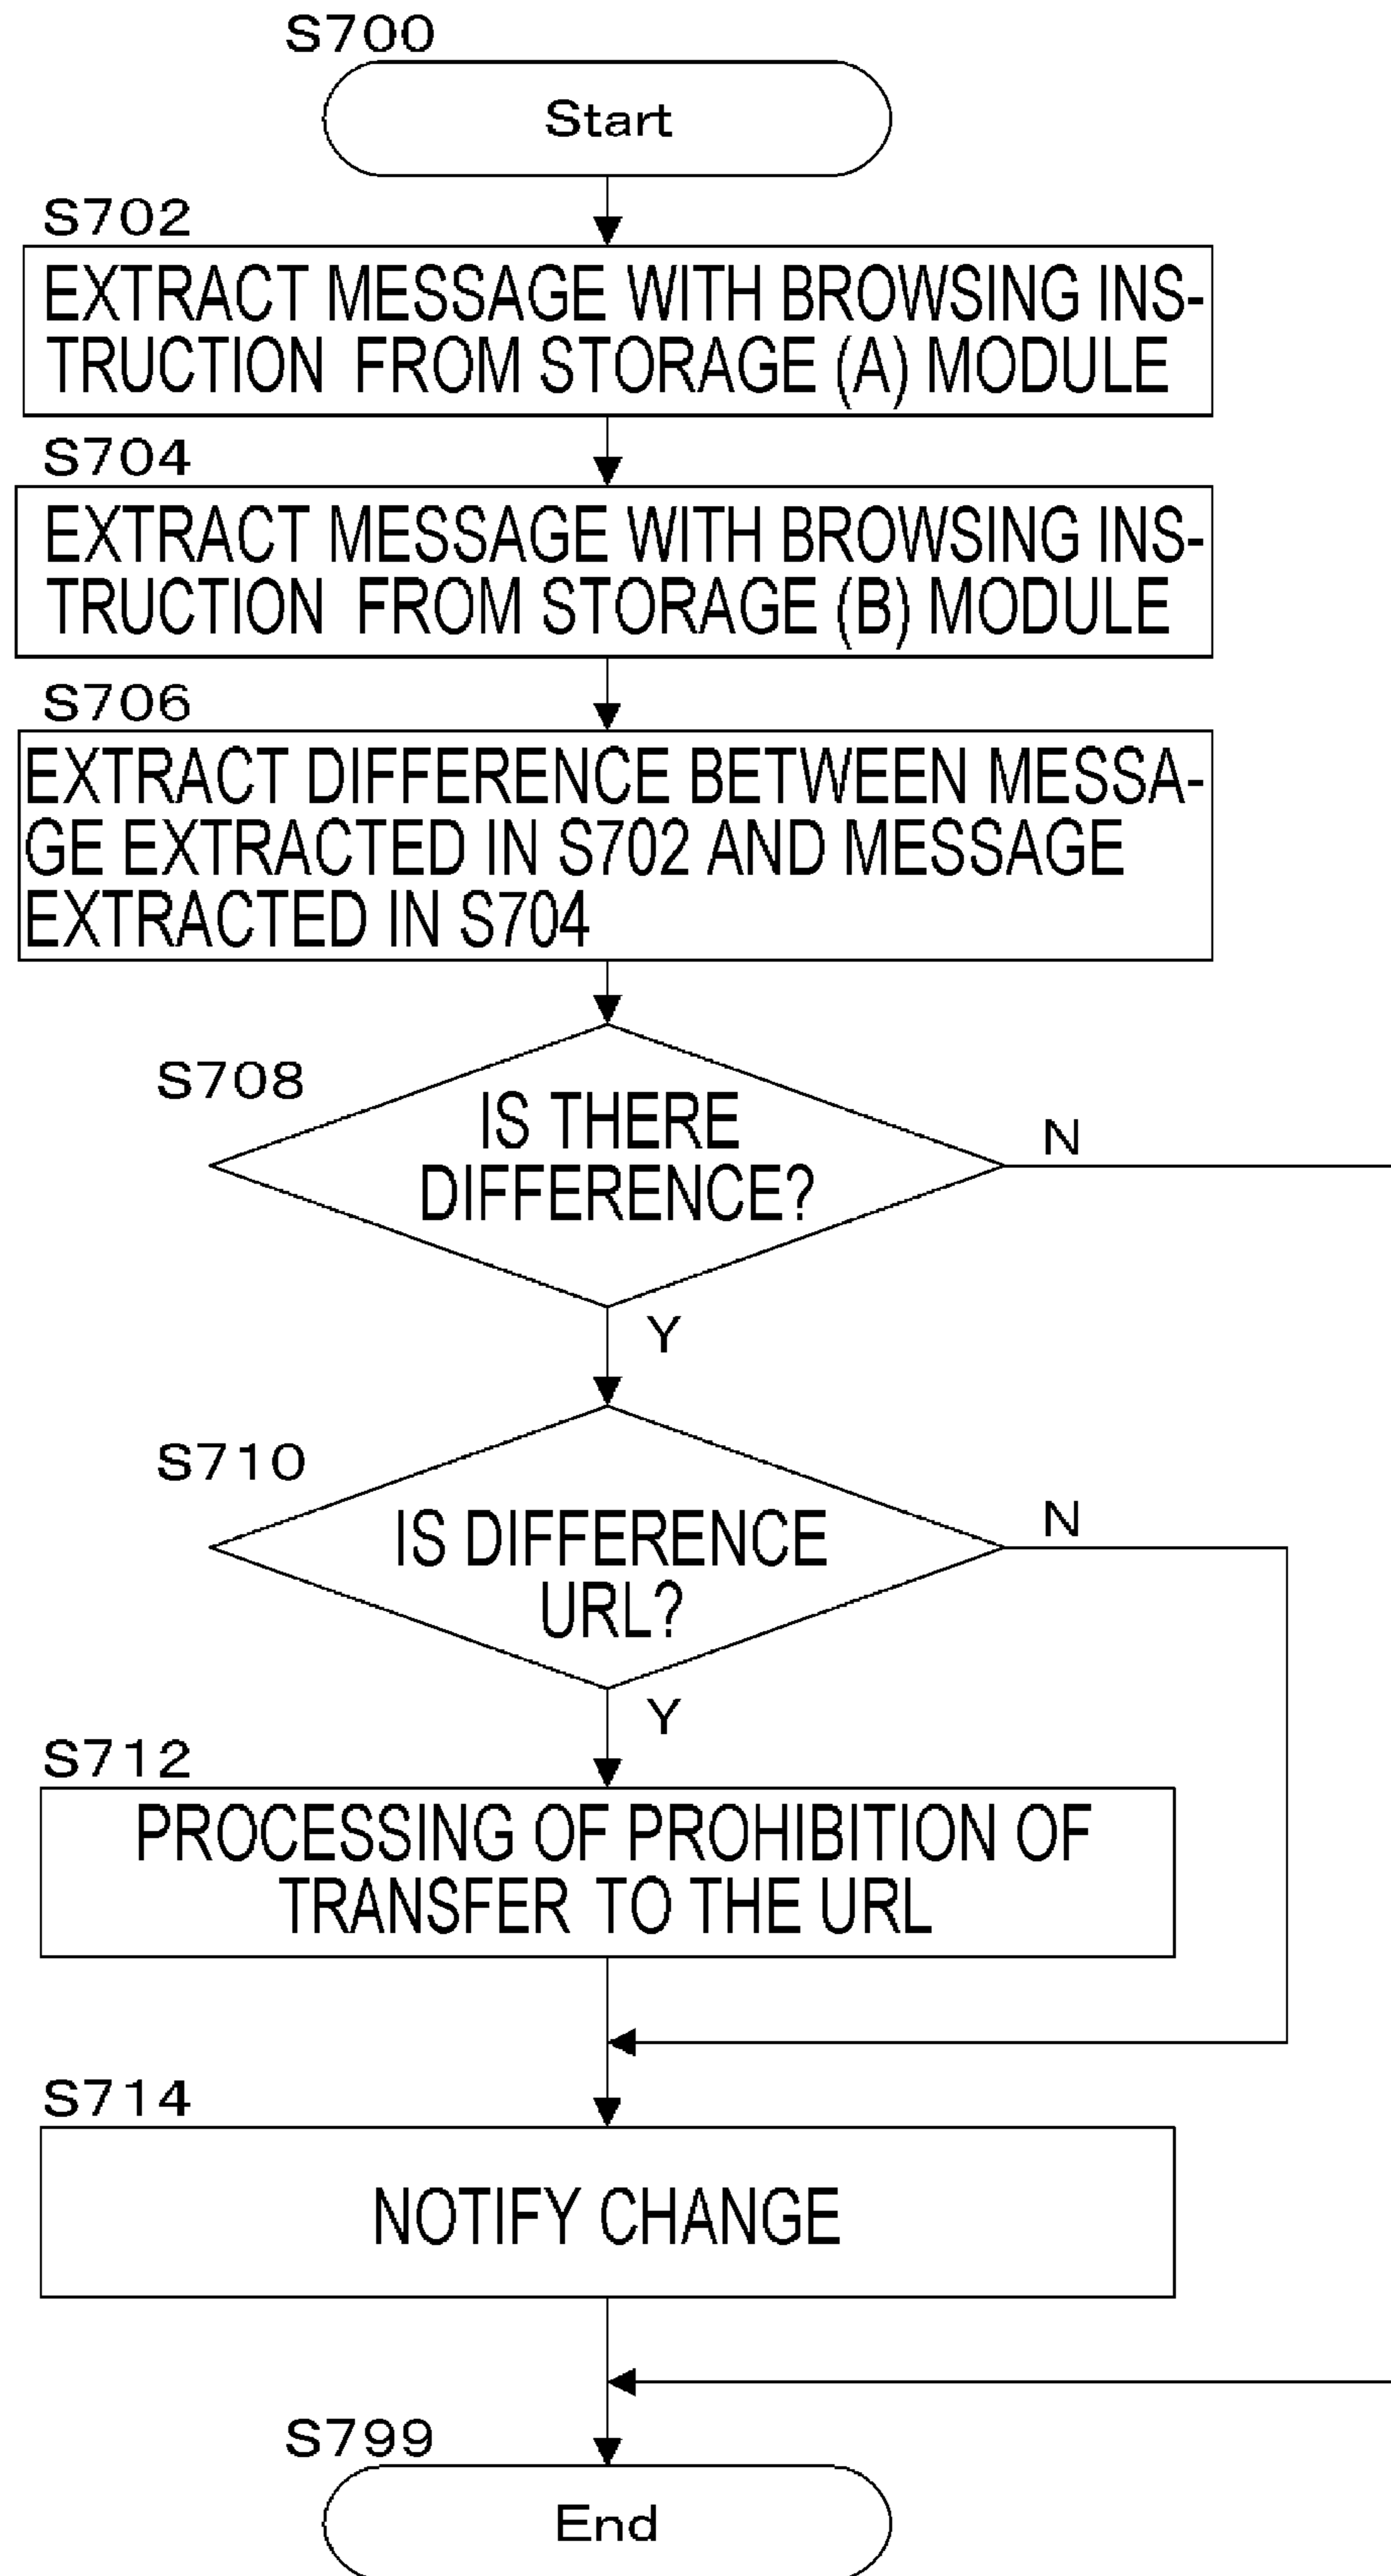 S700
Start
S702
EXTRACT MESSAGE WITH BROWSING INS-
TRUCTION FROM STORAGE (A) MODULE
S704
EXTRACT MESSAGE WITH BROWSING INS-
TRUCTION FROM STORAGE (B) MODULE
S706
EXTRACT DIFFERENCE BETWEEN MESSA-
GE EXTRACTED IN S702 AND MESSAGE
EXTRACTED IN S704
S708
IS THERE
DIFFERENCE?
N
Y
S710
IS DIFFERENCE
URL?
N
Y
S712
PROCESSING OF PROHIBITION OF
TRANSFER TO THE URL
S714
NOTIFY CHANGE
S799
End